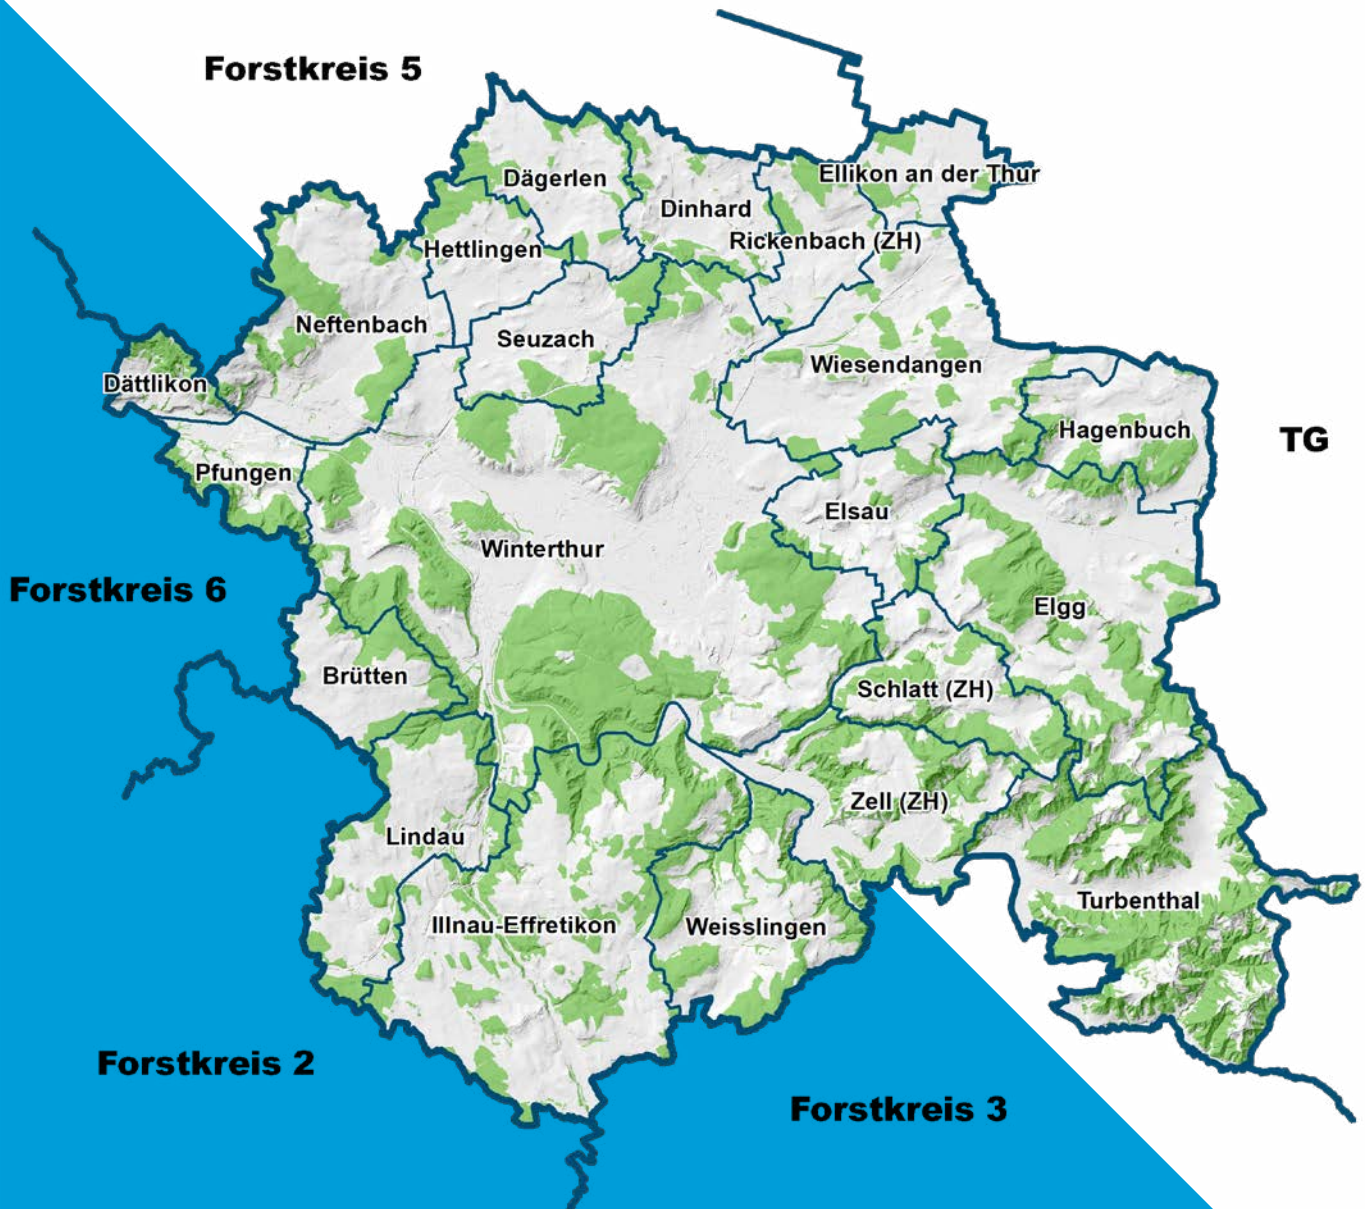 Forstkreis 5
Dägerlen
Ellikon an der Thur
Dinhard
Rickenbach (ZH)
Hettlingen
Neftenbach
Seuzach
Wiesendangen
Dättlikon
Hagenbuch
TG
Pfungen
Elsau
Winterthur
Forstkreis 6
Elgg
Brütten
Schlatt (ZH)
Zell (ZH)
Lindau
Turbenthal
Illnau-Effretikon
Weisslingen
Forstkreis 2
Forstkreis 3